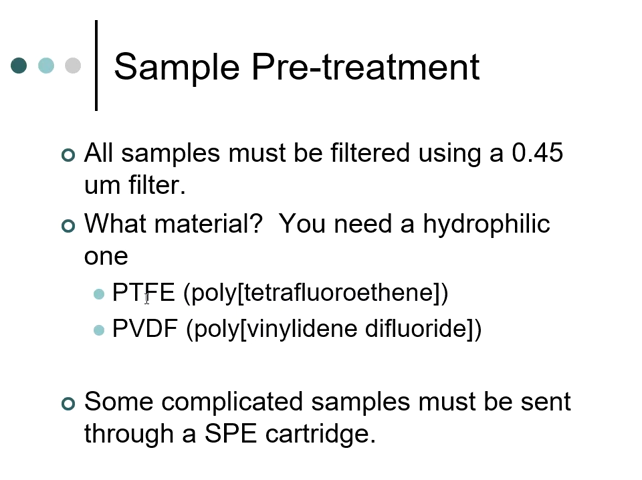 Sample Pre-treatment
All samples must be filtered using a 0.45
um filter.
What material?  You need a hydrophilic
one
PTFE (poly[tetrafluoroethene])
PVDF (poly[vinylidene difluoride])
Some complicated samples must be sent
through a SPE cartridge.